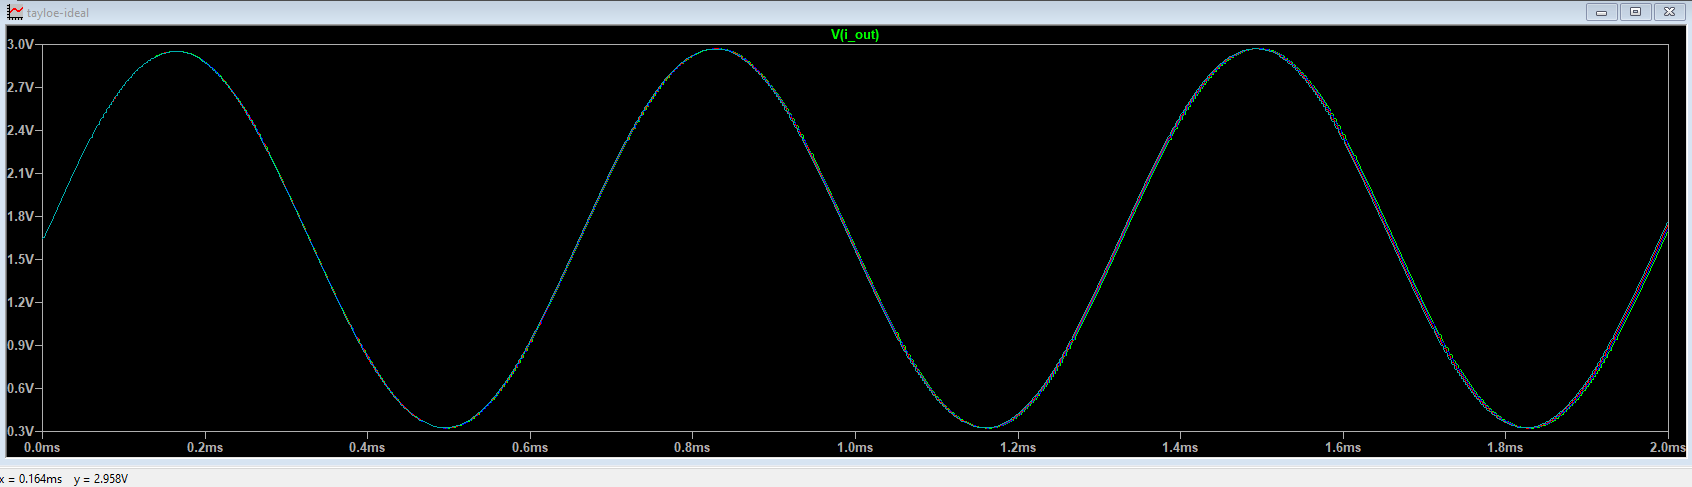 tayloe-ideal
V(i_out)
3.0V
2.7V
2.4V
2.1V
1.8V
1.5V
1.2V
0.9V
0.6V
0.3V
0.0ms 0.2ms 0.4ms 0.6ms 0.8ms 1.0ms 1.2ms 1.4ms 1.6ms 1.8ms 2.0ms
x = 0.164ms y = 2.958V